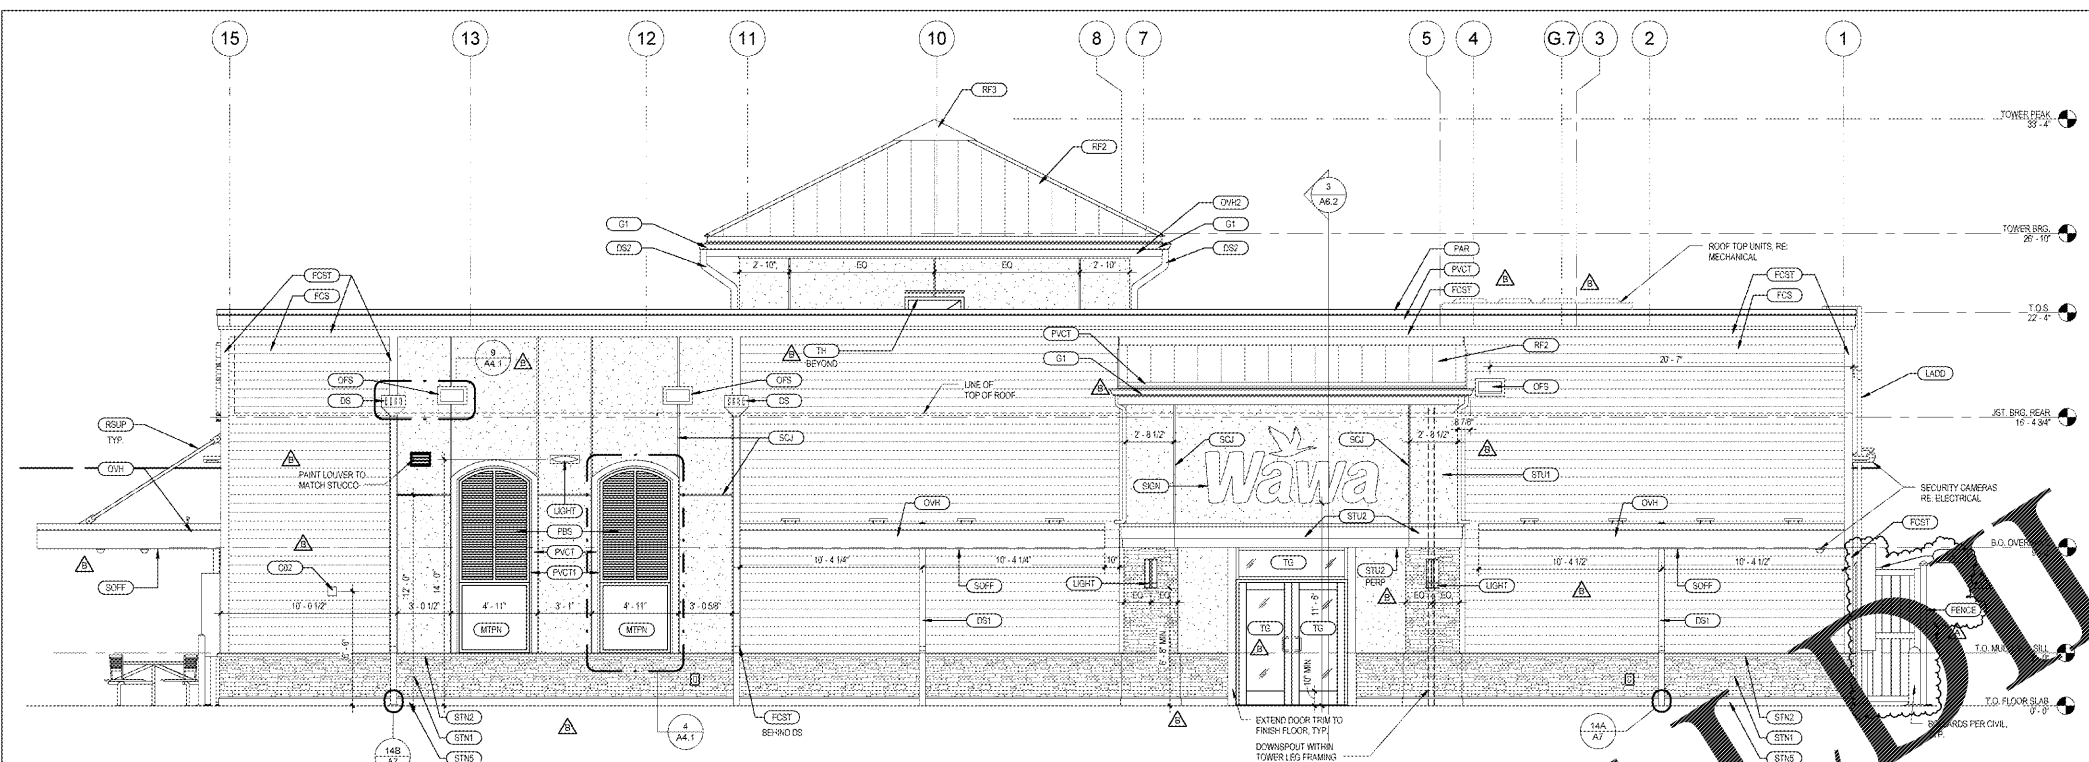 15
13
12
11
10
8
7
5
4
G.7
3
2
1
RF3
TOWER PEAK
33' - 4"
RF2
3
A6.2
OVH2
G1
G1
DS2
DS2
TOWER BRG.
26' - 10"
2' - 10"
EQ
EQ
2' - 10"
PAR
ROOF TOP UNITS, RE:
MECHANICAL
FCST
PVCT
FCST
FCS
FCST
FCS
B
B
T.O.S
22' - 4"
PVCT
9
A4.1
B
B
TH
BEYOND
G1
RF2
20' - 7"
OFS
OFS
OFS
LADD
DS
DS
LINE OF
TOP OF ROOF
B
JST. BRG. REAR
16' - 4 3/4"
RSUP
TYP.
SCJ
2' - 8 1/2"
SCJ
SCJ
2' - 8 1/2"
8 7/8"
B
OVH
B
PAINT LOUVER TO
MATCH STUCCO
Wawa
SIGN
STU1
SECURITY CAMERAS
RE. ELECTRICAL
LIGHT
OVH
OVH
STU2
FCST
PBS
B
PVCT
B.O. OVER
B
SOFF
PVCT1
10' - 4 1/4"
10' - 4 1/4"
10"
TG
10' - 4 1/2"
10' - 4 1/2"
CO2
12' - 0"
14' - 0"
SOFF
LIGHT
STU2
PERP
LIGHT
SOFF
B
B
10' - 0 1/2"
3' - 0 1/2"
4' - 11"
3' - 1"
4' - 11"
3' - 0 5/8"
EQ
EQ
11' - 6"
EQ
EQ
FENCE
MTPN
MTPN
DS1
TG
TG
DS1
B
T.O. FLOOR SLAB
0' - 0"
10" MIN.
STN2
STN1
STN5
14B
B
4
A4.1
FCST
BEHIND DS
B
EXTEND DOOR TRIM TO
FINISH FLOOR, TYP.
DOWNSPOUT WITHIN
TOWER LEG FRAMING
14A
A7
STN2
STN1
STN5
PER CIVIL,